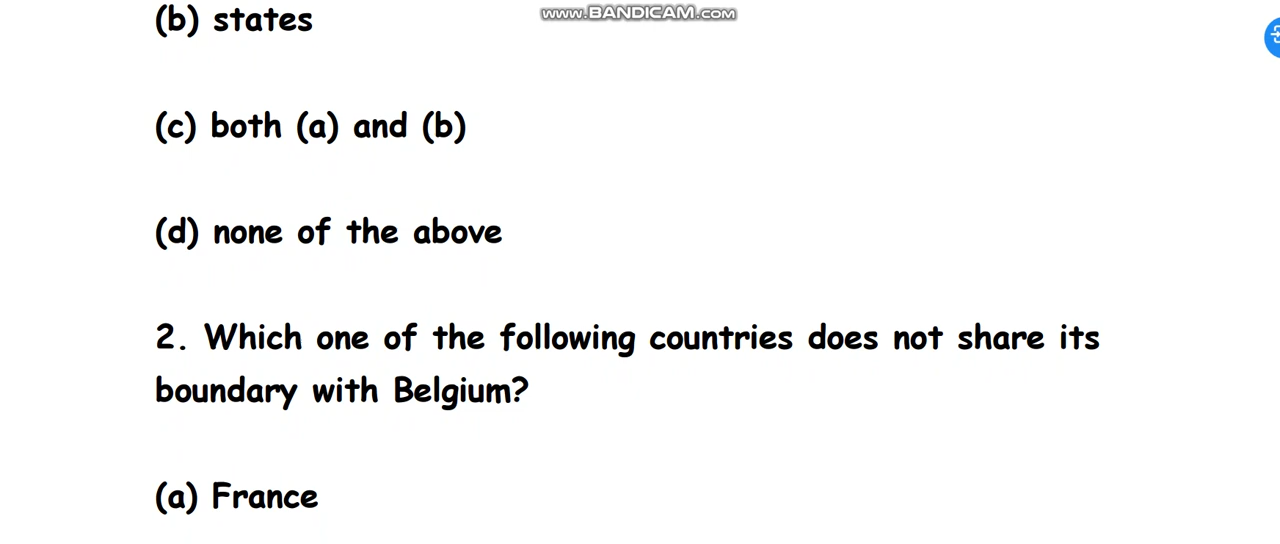 www.BANDICAM.com
(b) states
(c) both (a) and (b)
(d) none of the above
2. Which one of the following countries does not share its
boundary with Belgium?
(a) France